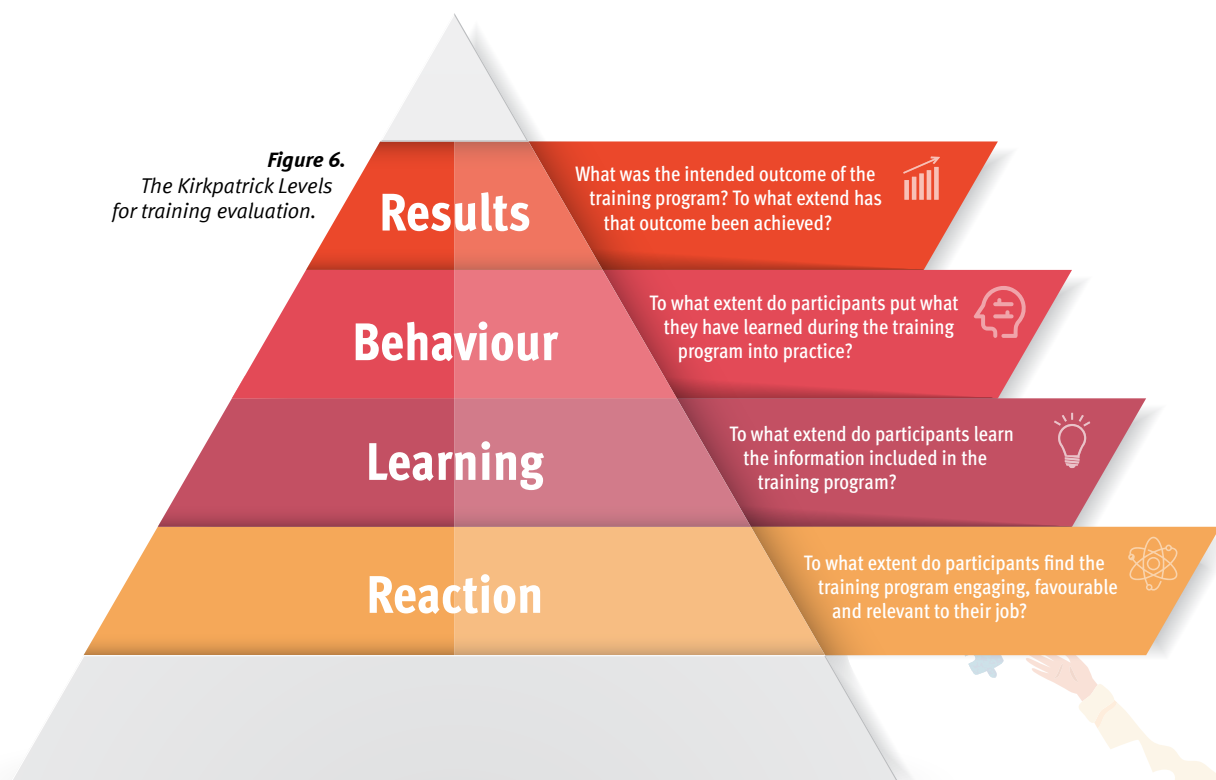 Figure 6.
The Kirkpatrick Levels
for training evaluation.
Results
What was the intended outcome of the
training program? To what extend has
that outcome been achieved?
Behaviour
To what extent do participants put what
they have learned during the training
program into practice?
Learning
To what extend do participants learn
the information included in the
training program?
Reaction
To what extent do participants find the
training program engaging, favourable
and relevant to their job?